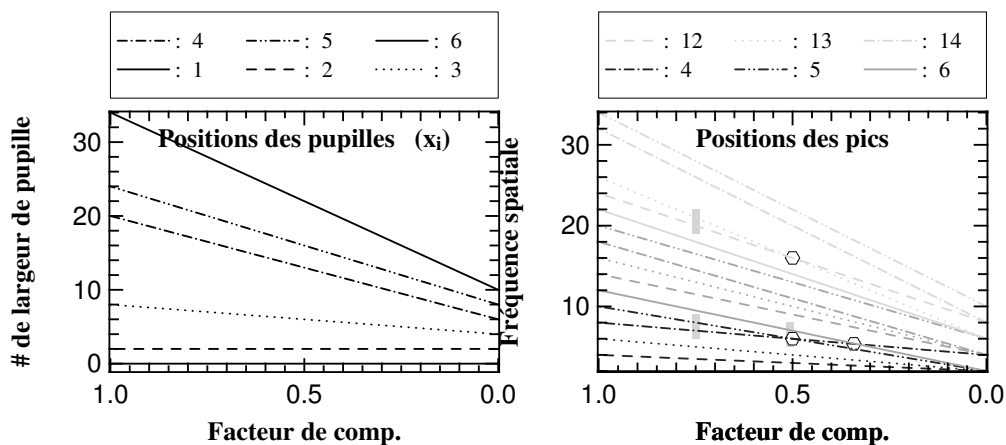 : 4 : 5 : 6
: 1 : 2 : 3
Positions des pupilles (xi)
# de largeur de pupille
30
20
10
0
1.0 0.5 0.0
Facteur de comp.
: 12 : 13 : 14
: 4 : 5 : 6
Positions des pics
Fréquence spatiale
30
20
10
1.0 0.5 0.0
Facteur de comp.